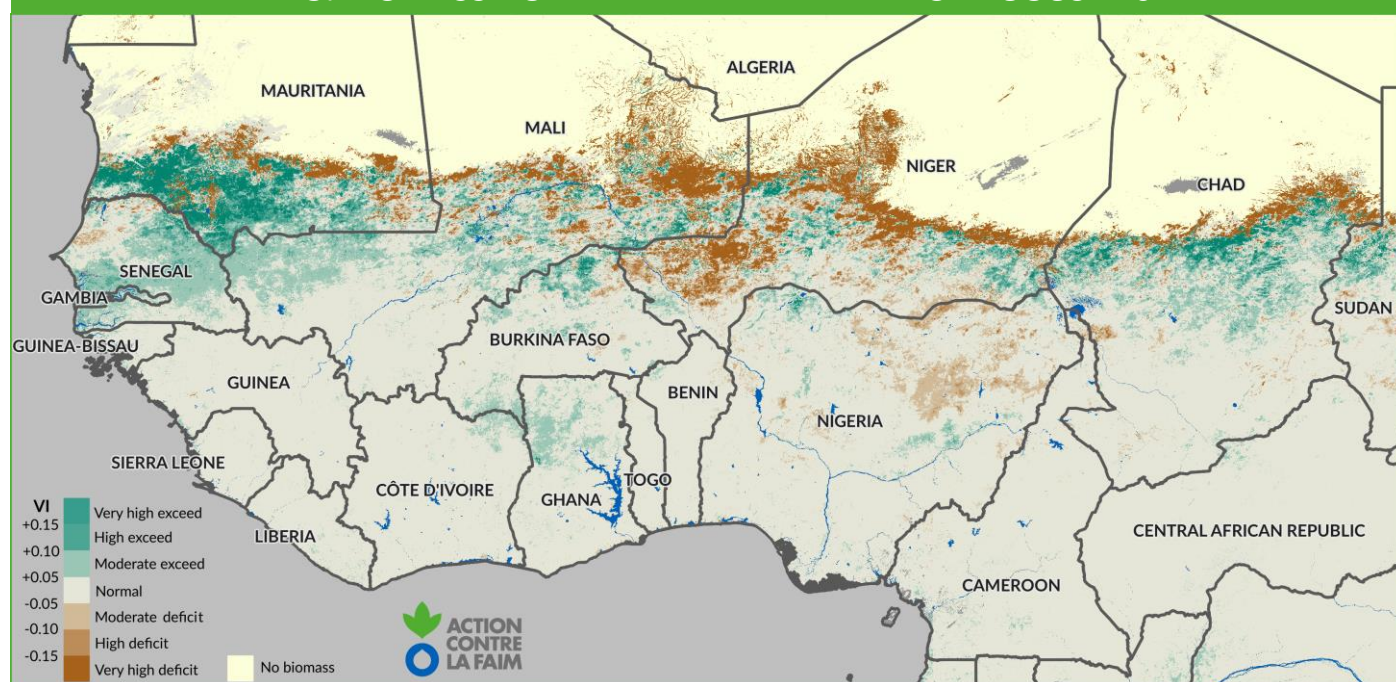 ALGERIA
MAURITANIA
MALI
NIGER
CHAD
SENEGAL
GAMBIA
SUDAN
GUINEA-BISSAU
BURKINA FASO
GUINEA
BENIN
NIGERIA
SIERRA LEONE
CÔTE D'IVOIRE
GHANA
TOGO
LIBERIA
CENTRAL AFRICAN REPUBLIC
CAMEROON
VI
Very high exceed
+0.15
High exceed
+0.10
Moderate exceed
+0.05
Normal
-0.05
Moderate deficit
-0.10
High deficit
-0.15
Very high deficit
No biomass
ACTION
CONTRE
LA FAIM